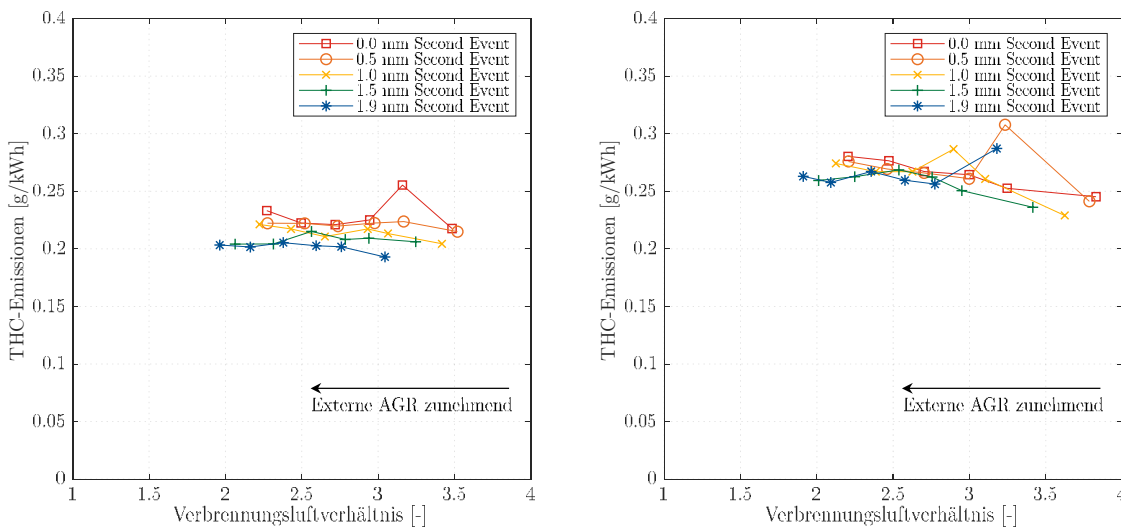 0.4
0.35
0.3
0.25
0.2
0.15
0.1
0.05
0
THC-Emissionen [g/kWh]
0.0 mm Second Event
0.5 mm Second Event
1.0 mm Second Event
1.5 mm Second Event
1.9 mm Second Event
Externe AGR zunehmend
1 1.5 2 2.5 3 3.5 4
Verbrennungsluftverhältnis [-]
0.4
0.35
0.3
0.25
0.2
0.15
0.1
0.05
0
THC-Emissionen [g/kWh]
0.0 mm Second Event
0.5 mm Second Event
1.0 mm Second Event
1.5 mm Second Event
1.9 mm Second Event
Externe AGR zunehmend
1 1.5 2 2.5 3 3.5 4
Verbrennungsluftverhältnis [-]